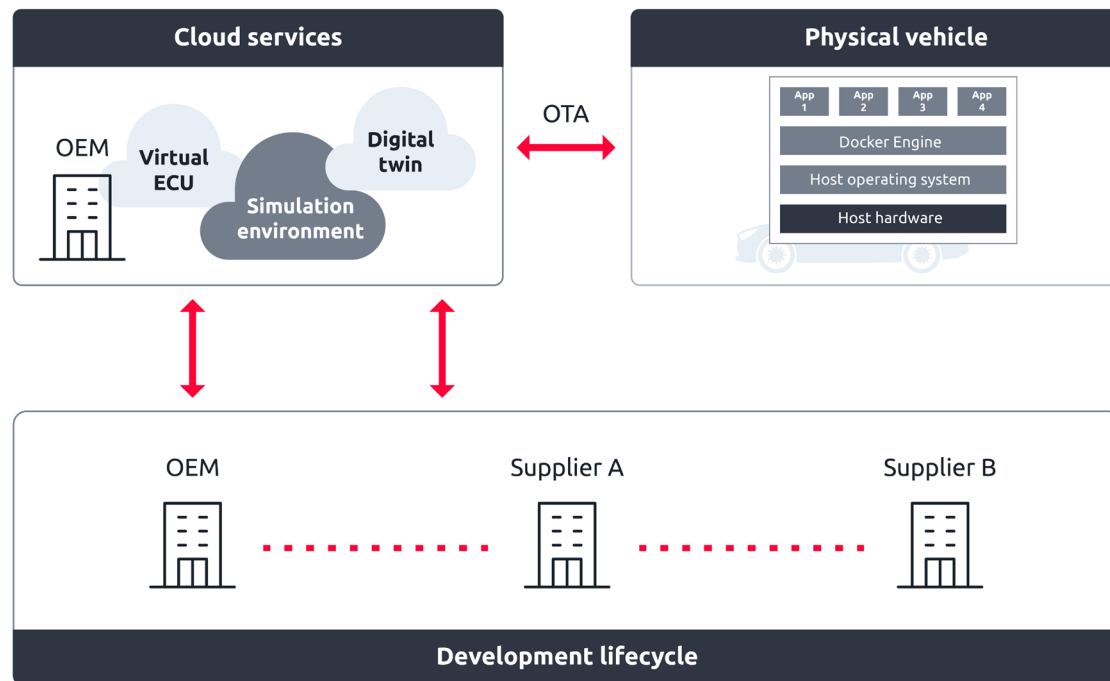 Cloud services
OEM
Virtual
ECU
Simulation
environment
Digital
twin
OTA
Physical vehicle
App
1
App
2
App
3
App
4
Docker Engine
Host operating system
Host hardware
OEM
Supplier A
Supplier B
Development lifecycle